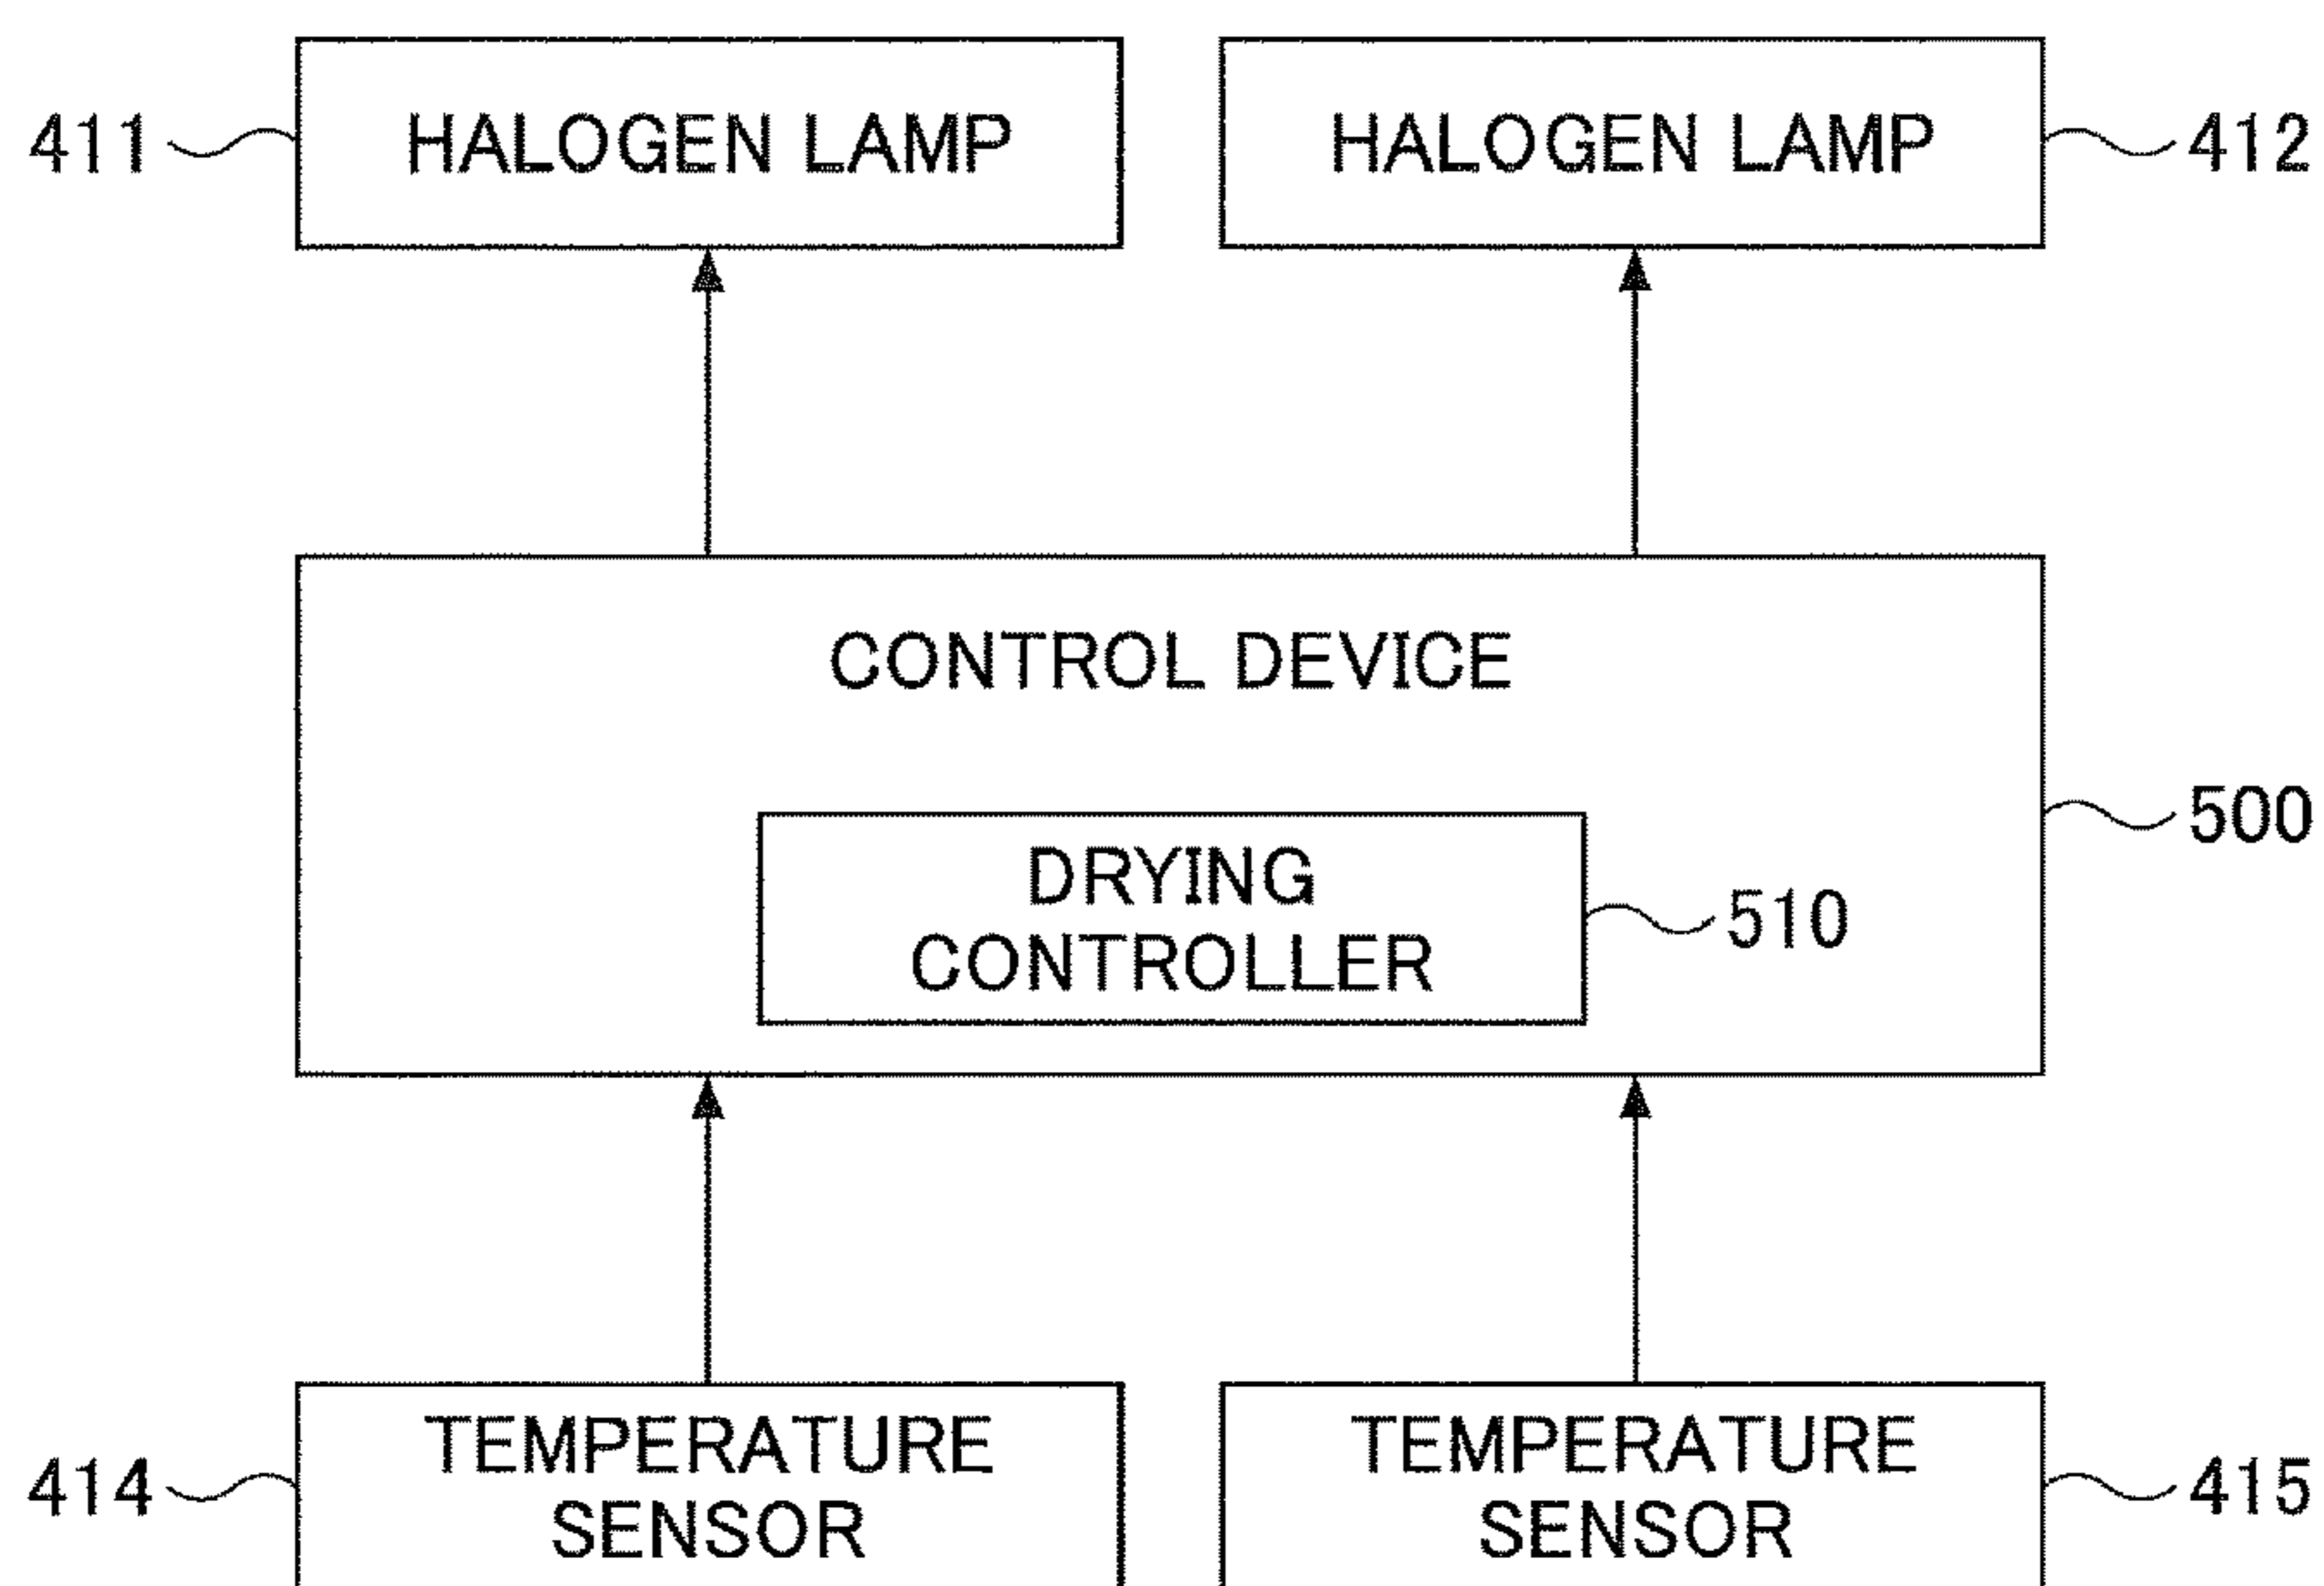 411 HALOGEN LAMP HALOGEN LAMP 412
CONTROL DEVICE
500
DRYING
CONTROLLER
510
414 TEMPERATURE
SENSOR
TEMPERATURE
SENSOR
415